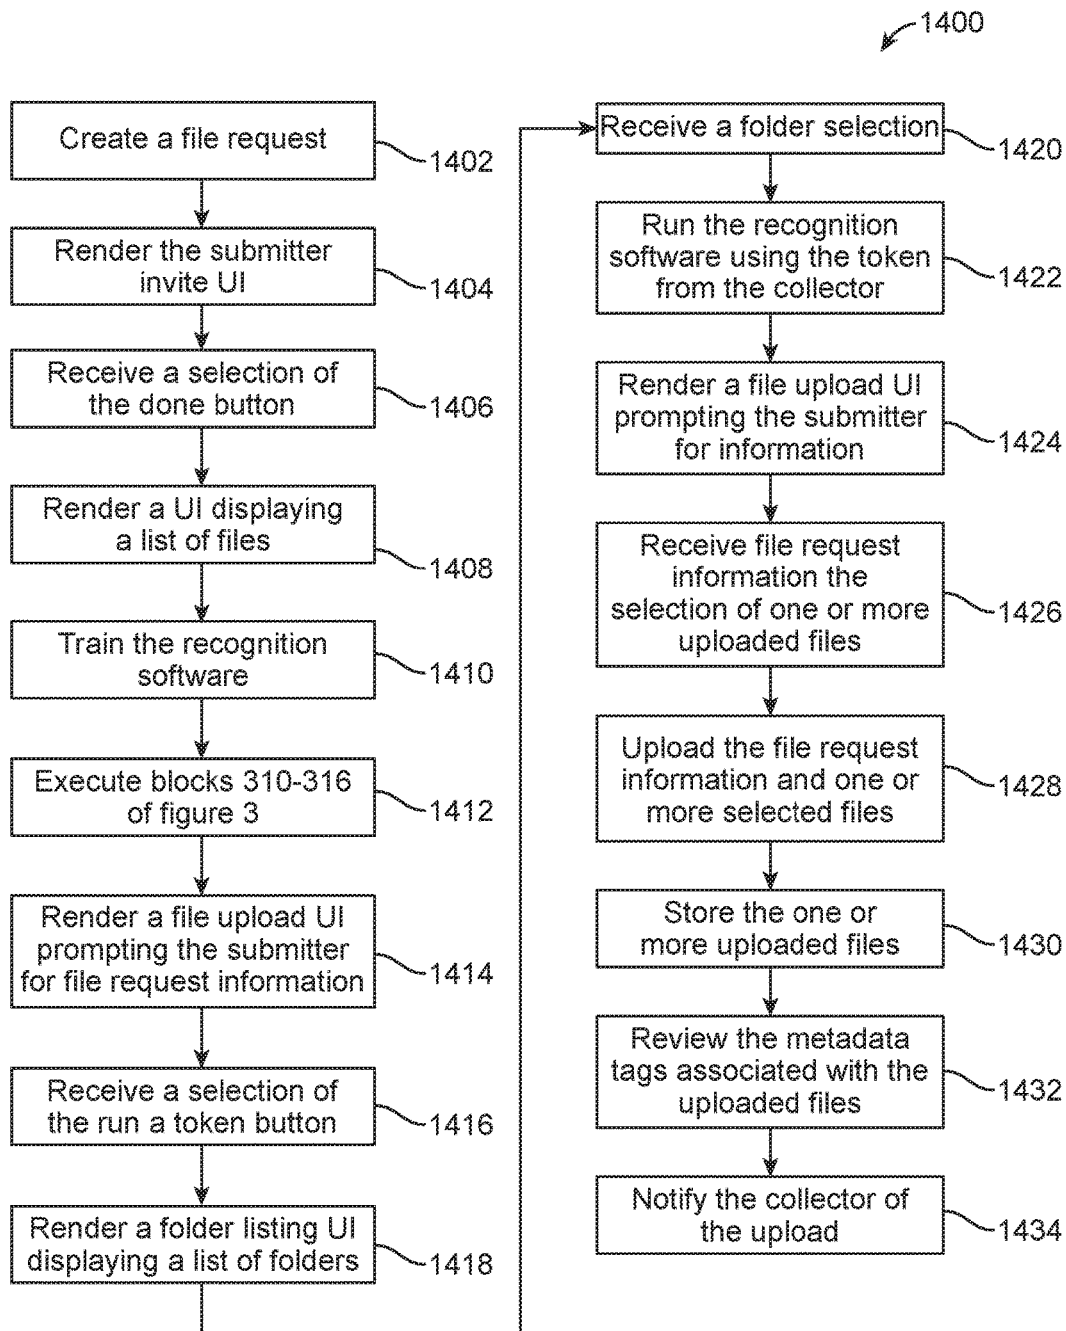 1400
Create a file request
1402
Render the submitter
invite UI
1404
Receive a selection of
the done button
1406
Render a UI displaying
a list of files
1408
Train the recognition
software
1410
Execute blocks 310-316
of figure 3
1412
Render a file upload UI
prompting the submitter
for file request information
1414
Receive a selection of
the run a token button
1416
Render a folder listing UI
displaying a list of folders
1418
Receive a folder selection
1420
Run the recognition
software using the token
from the collector
1422
Render a file upload UI
prompting the submitter
for information
1424
Receive file request
information the
selection of one or more
uploaded files
1426
Upload the file request
information and one or
more selected files
1428
Store the one or
more uploaded files
1430
Review the metadata
tags associated with the
uploaded files
1432
Notify the collector of
the upload
1434